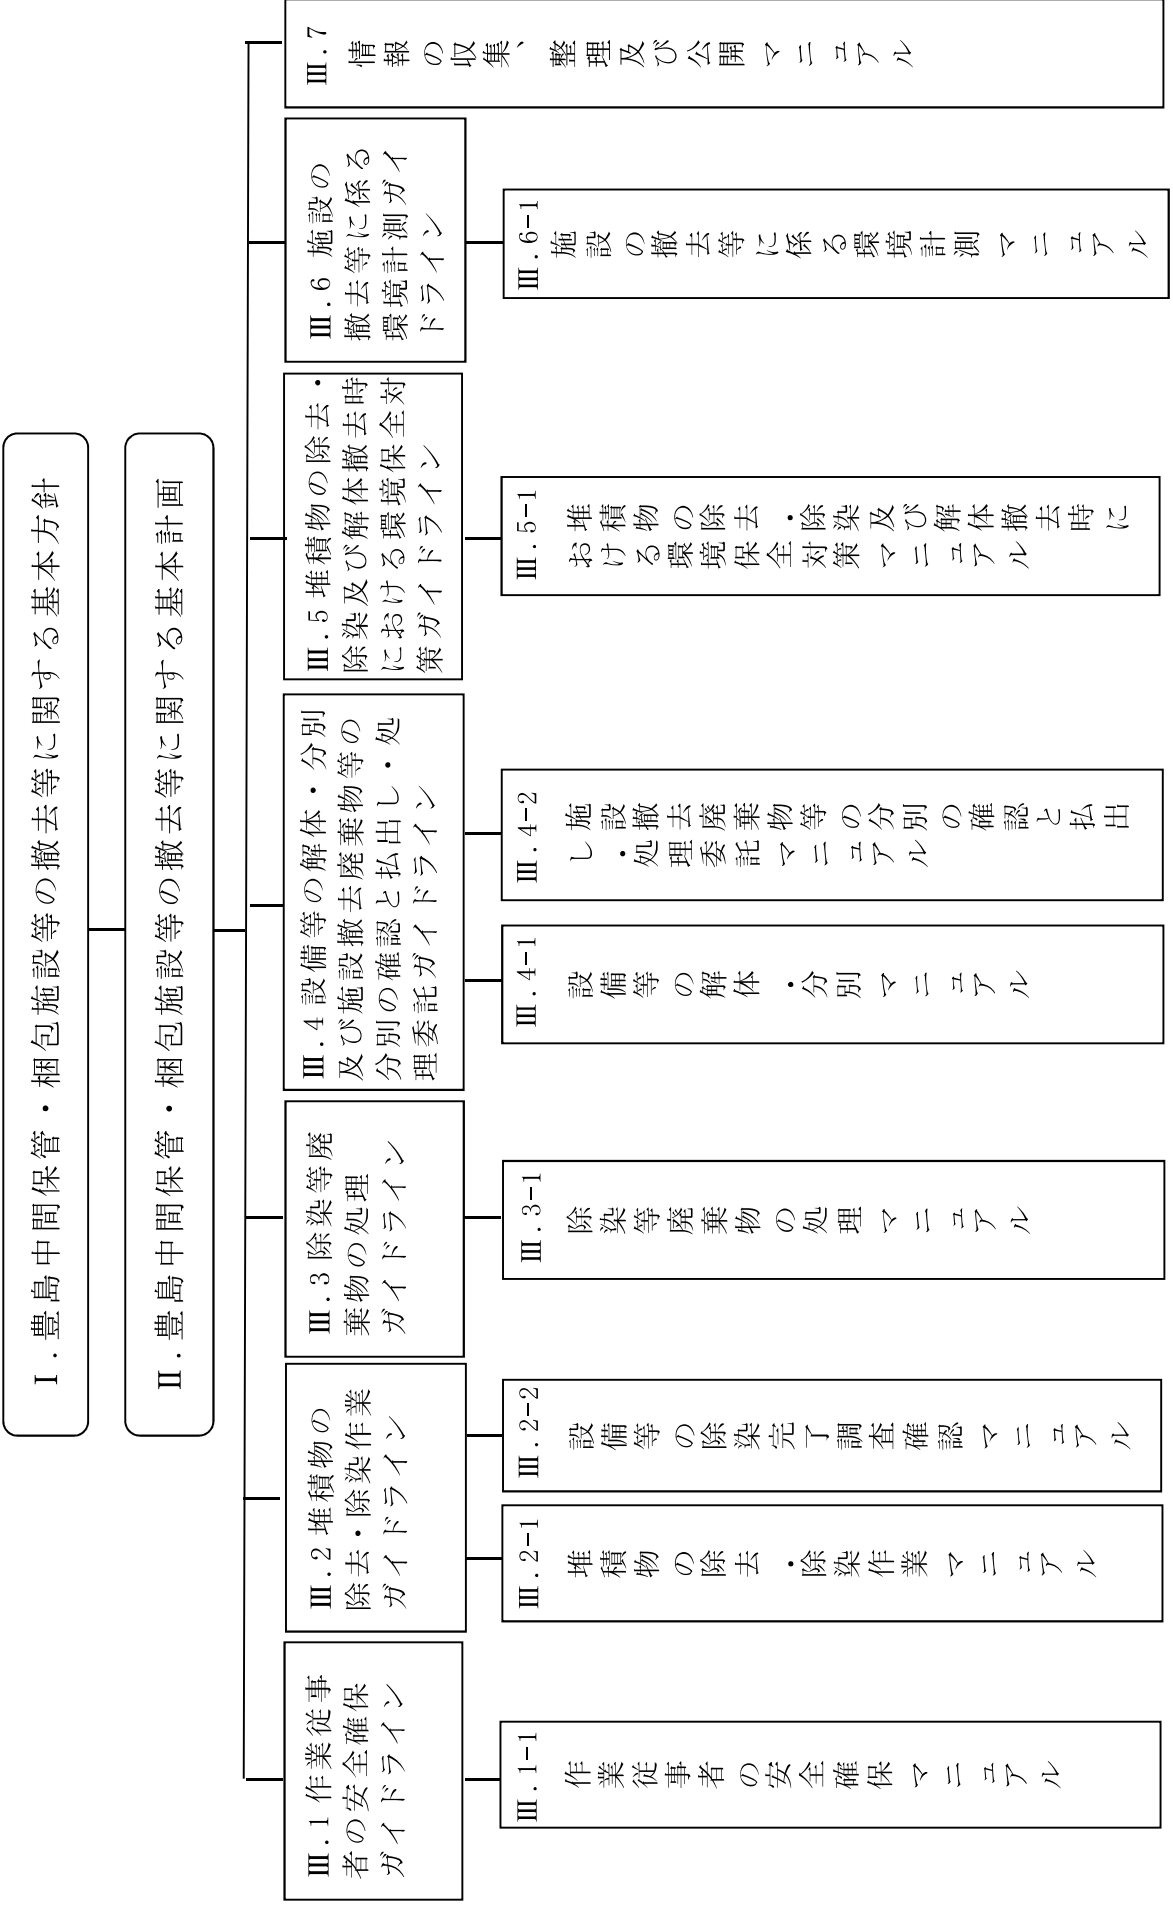 Ⅰ.豊島中間保管・梱包施設等の撤去等に関する基本方針
Ⅱ.豊島中間保管・梱包施設等の撤去等に関する基本計画
Ⅲ.1 作業従事
者の安全確保
ガイドライン
Ⅲ.1-1
作業従事者の安全確保マニュアル
Ⅲ.2 堆積物の
除去・除染作業
ガイドライン
Ⅲ.2-1
堆積物の除去・除染作業マニュアル
Ⅲ.2-2
設備等の除染完了調査確認マニュアル
Ⅲ.3 除染等廃
棄物の処理
ガイドライン
Ⅲ.3-1
除染等廃棄物の処理マニュアル
Ⅲ.4 設備等の解体・分別
及び施設撤去廃棄物等の
分別の確認と払出し・処
理委託ガイドライン
Ⅲ.4-1
設備等の解体・分別マニュアル
Ⅲ.4-2
施設撤去廃棄物等の分別の確認と払出
し・処理委託マニュアル
Ⅲ.5 堆積物の除去・
除染及び解体撤去時
における環境保全対
策ガイドライン
Ⅲ.5-1
堆積物の除去・除染及び解体撤去時に
おける環境保全対策マニュアル
Ⅲ.6 施設の
撤去等に係る
環境計測ガイ
ドライン
Ⅲ.6-1
施設の撤去等に係る環境計測マニュアル
Ⅲ.7
情報の収集、整理及び公開マニュアル